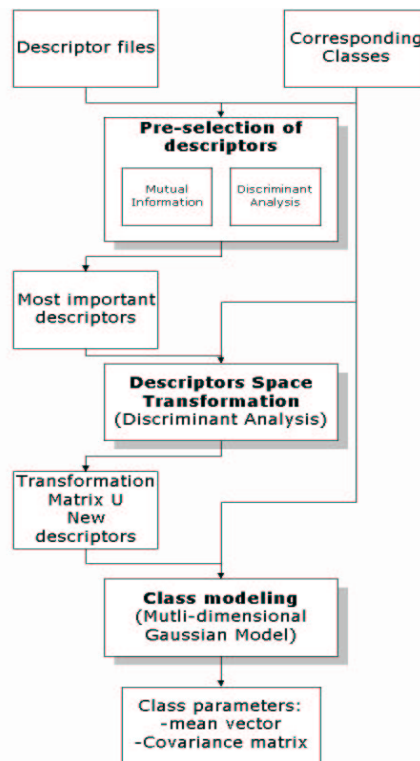 Descriptor files
Corresponding
Classes
Pre-selection of
descriptors
Mutual
Information
Discriminant
Analysis
Most important
descriptors
Descriptors Space
Transformation
(Discriminant Analysis)
Transformation
Matrix U
New
descriptors
Class modeling
(Mutli-dimensional
Gaussian Model)
Class parameters:
-mean vector
-Covariance matrix